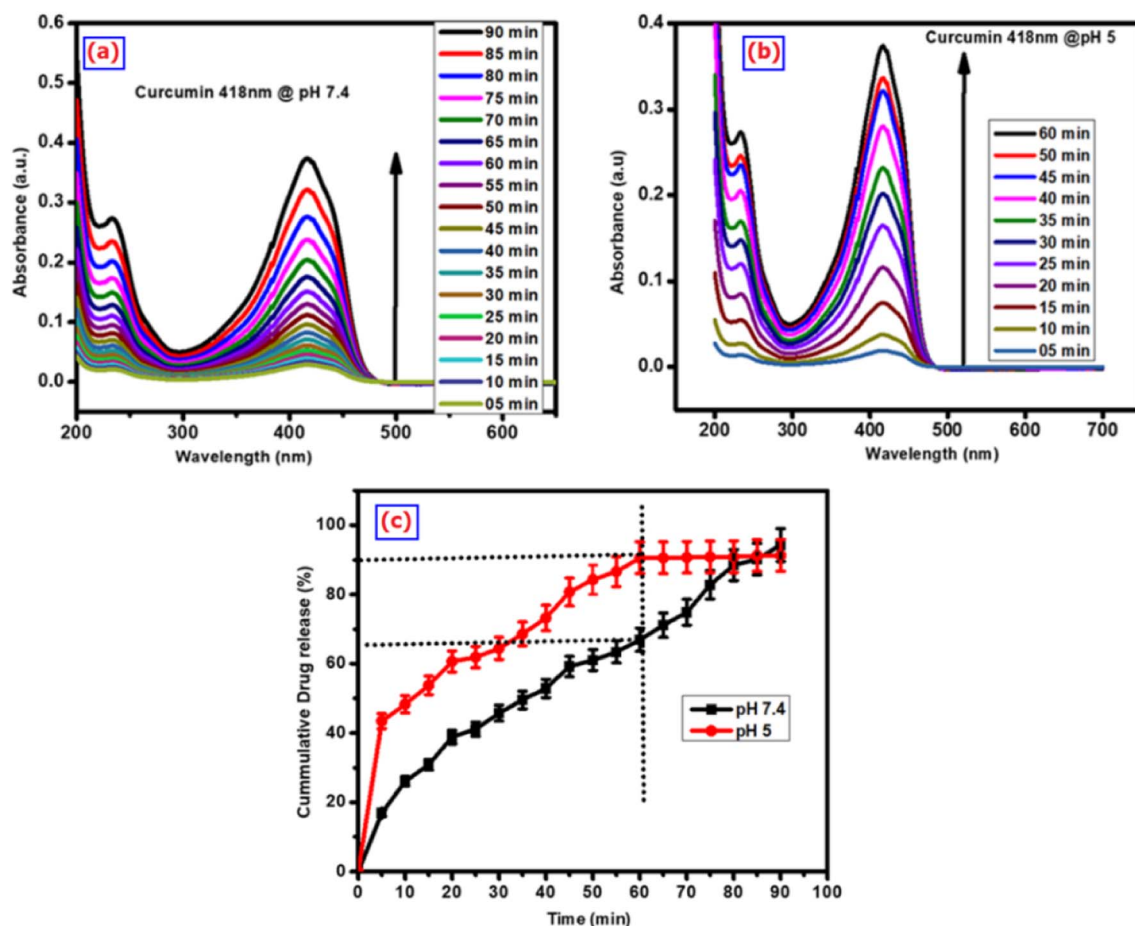 (a)
Curcumin 418nm @ pH 7.4
90 min
85 min
80 min
75 min
70 min
65 min
60 min
55 min
50 min
45 min
40 min
35 min
30 min
25 min
20 min
15 min
10 min
05 min
0.6
0.5
0.4
0.3
0.2
0.1
0.0
Absorbance (a.u.)
200 300 400 500 600
Wavelength (nm)
(b)
Curcumin 418nm @pH 5
60 min
50 min
45 min
40 min
35 min
30 min
25 min
20 min
15 min
10 min
05 min
0.4
0.3
0.2
0.1
0.0
Absorbance (a.u)
200 300 400 500 600 700
Wavelength (nm)
(c)
100
80
60
40
20
0
Cummulative Drug release (%)
pH 7.4
pH 5
0 10 20 30 40 50 60 70 80 90 100
Time (min)